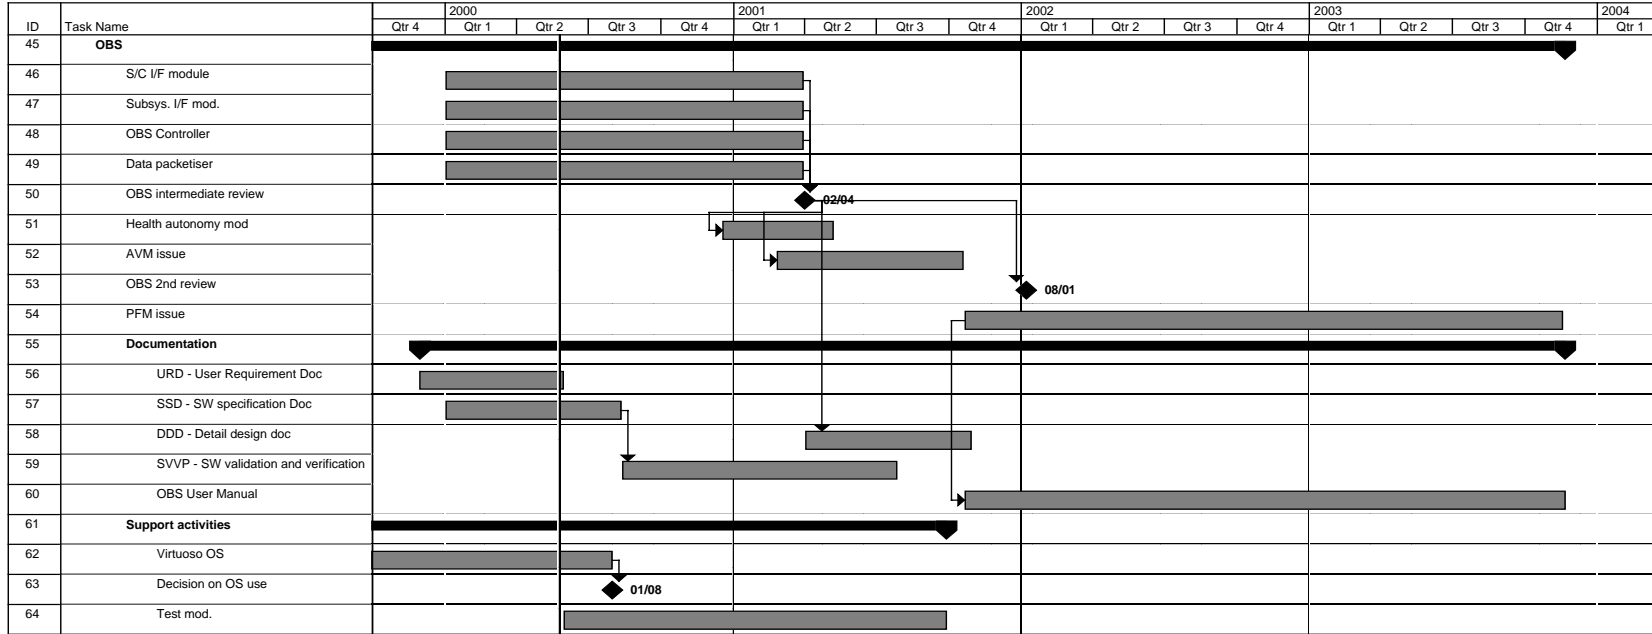 2000 2001 2002 2003 2004
ID Task Name Qtr 4 Qtr 1 Qtr 2 Qtr 3 Qtr 4 Qtr 1 Qtr 2 Qtr 3 Qtr 4 Qtr 1 Qtr 2 Qtr 3 Qtr 4 Qtr 1 Qtr 2 Qtr 3 Qtr 4 Qtr 1
45 OBS
46 S/C I/F module
47 Subsys. I/F mod.
48 OBS Controller
49 Data packetiser
50 OBS intermediate review 02/04
51 Health autonomy mod
52 AVM issue
53 OBS 2nd review 08/01
54 PFM issue
55 Documentation
56 URD - User Requirement Doc
57 SSD - SW specification Doc
58 DDD - Detail design doc
59 SVVP - SW validation and verification
60 OBS User Manual
61 Support activities
62 Virtuoso OS
63 Decision on OS use 01/08
64 Test mod.